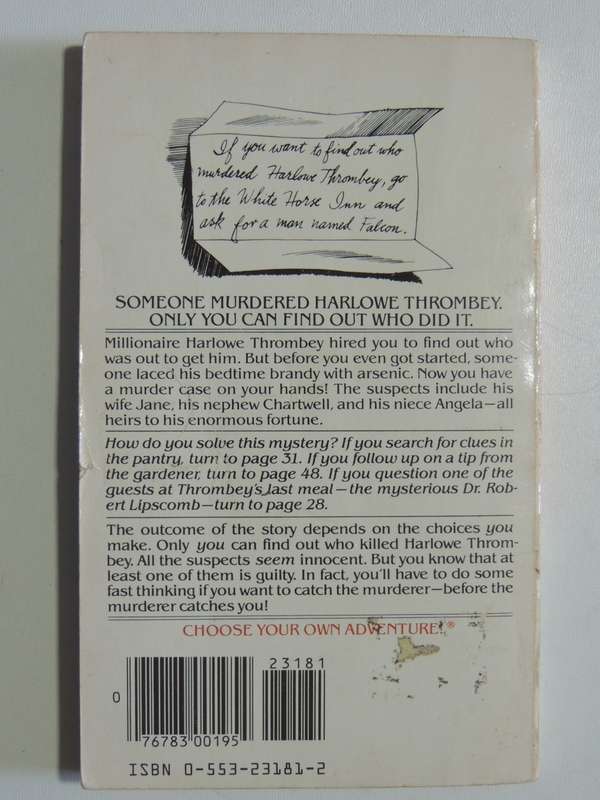 If you want to find out who
murdered Harlowe Thrombey, go
to the White Horse Inn and
ask for a man named Falcon.
SOMEONE MURDERED HARLOWE THROMBEY.
ONLY YOU CAN FIND OUT WHO DID IT.
Millionaire Harlowe Thrombey hired you to find out who
was out to get him. But before you even got started, some-
one laced his bedtime brandy with arsenic. Now you have
a murder case on your hands! The suspects include his
wife Jane, his nephew Chartwell, and his niece Angela—all
heirs to his enormous fortune.
How do you solve this mystery? If you search for clues in
the pantry, turn to page 31. If you follow up on a tip from
the gardener, turn to page 48. If you question one of the
guests at Thrombey's last meal—the mysterious Dr. Rob-
ert Lipscomb—turn to page 28.
The outcome of the story depends on the choices you
make. Only you can find out who killed Harlowe Throm-
bey. All the suspects seem innocent. But you know that at
least one of them is guilty. In fact, you'll have to do some
fast thinking if you want to catch the murderer—before the
murderer catches you!
CHOOSE YOUR OWN ADVENTURE!®
23181
0
76783 00195
ISBN 0-553-23181-2